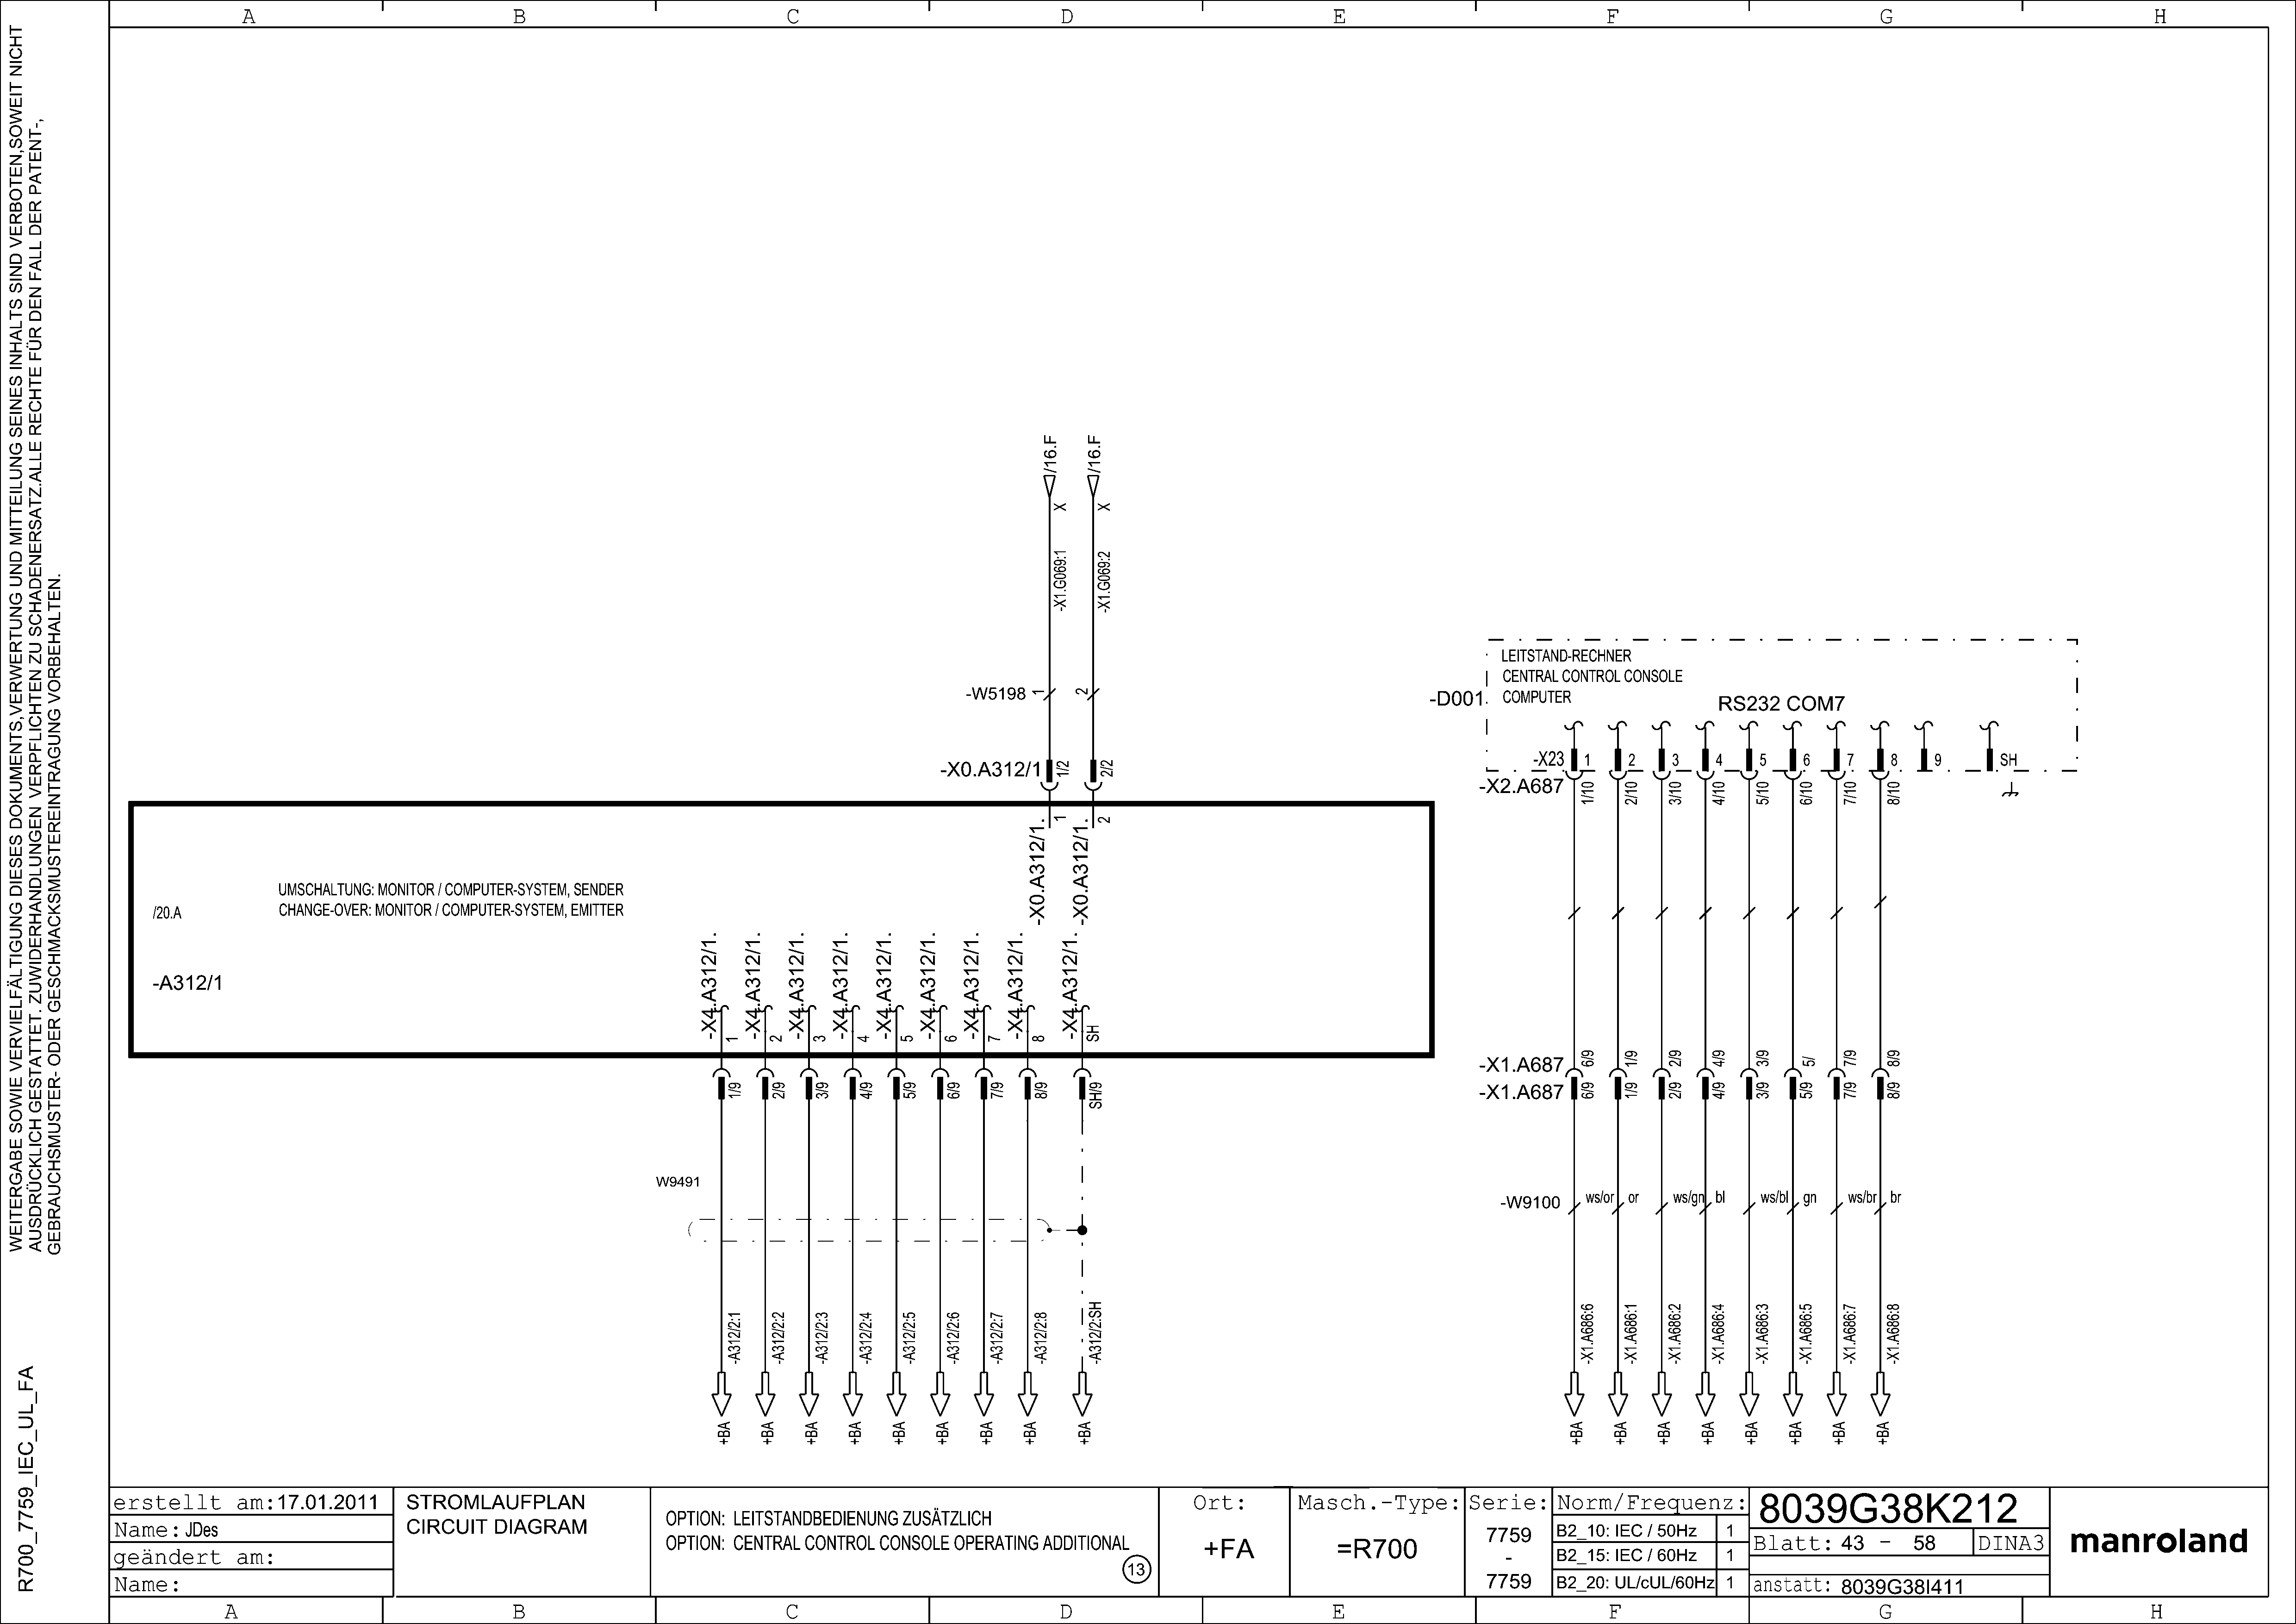 A B C D E F G H
WEITERGABE SOWIE VERVIELFÄLTIGUNG DIESES DOKUMENTS,VERWERTUNG UND MITTEILUNG SEINES INHALTS SIND VERBOTEN,SOWEIT NICHT
AUSDRÜCKLICH GESTATTET. ZUWIDERHANDLUNGEN VERPFLICHTEN ZU SCHADENERSATZ.ALLE RECHTE FÜR DEN FALL DER PATENT-,
GEBRAUCHSMUSTER- ODER GESCHMACKSMUSTEREINTRAGUNG VORBEHALTEN.
R700_7759_IEC_UL_FA
/16.F /16.F
X X
-X1.G069:1 -X1.G069:2
-W5198 1 2
-X0.A312/1 1/2 2/2
1 2
-X0.A312/1. -X0.A312/1.
UMSCHALTUNG: MONITOR / COMPUTER-SYSTEM, SENDER
/20.A
CHANGE-OVER: MONITOR / COMPUTER-SYSTEM, EMITTER
-A312/1
-X4.A312/1. -X4.A312/1. -X4.A312/1. -X4.A312/1. -X4.A312/1. -X4.A312/1. -X4.A312/1. -X4.A312/1. -X4.A312/1.
1 2 3 4 5 6 7 8 SH
1/9 2/9 3/9 4/9 5/9 6/9 7/9 8/9 SH/9
W9491
-A312/2:1 -A312/2:2 -A312/2:3 -A312/2:4 -A312/2:5 -A312/2:6 -A312/2:7 -A312/2:8 -A312/2:SH
+BA +BA +BA +BA +BA +BA +BA +BA +BA
LEITSTAND-RECHNER
CENTRAL CONTROL CONSOLE
-D001 COMPUTER
RS232 COM7
-X23 1 2 3 4 5 6 7 8 9 SH
-X2.A687 1/10 2/10 3/10 4/10 5/10 6/10 7/10 8/10
-X1.A687 6/9 1/9 2/9 4/9 3/9 5/ 7/9 8/9
-X1.A687 6/9 1/9 2/9 4/9 3/9 5/9 7/9 8/9
-W9100 ws/or or ws/gn bl ws/bl gn ws/br br
-X1.A686:6 -X1.A686:1 -X1.A686:2 -X1.A686:4 -X1.A686:3 -X1.A686:5 -X1.A686:7 -X1.A686:8
+BA +BA +BA +BA +BA +BA +BA +BA
erstellt am:17.01.2011
Name: JDes
geändert am:
Name:
STROMLAUFPLAN
CIRCUIT DIAGRAM
OPTION: LEITSTANDBEDIENUNG ZUSÄTZLICH
OPTION: CENTRAL CONTROL CONSOLE OPERATING ADDITIONAL
13
Ort:
+FA
Masch.-Type:
=R700
Serie:
7759
-
7759
Norm/Frequenz:
B2_10: IEC / 50Hz 1
B2_15: IEC / 60Hz 1
B2_20: UL/cUL/60Hz 1
8039G38K212
Blatt: 43 - 58 DINA3
anstatt: 8039G38I411
manroland
A B C D E F G H